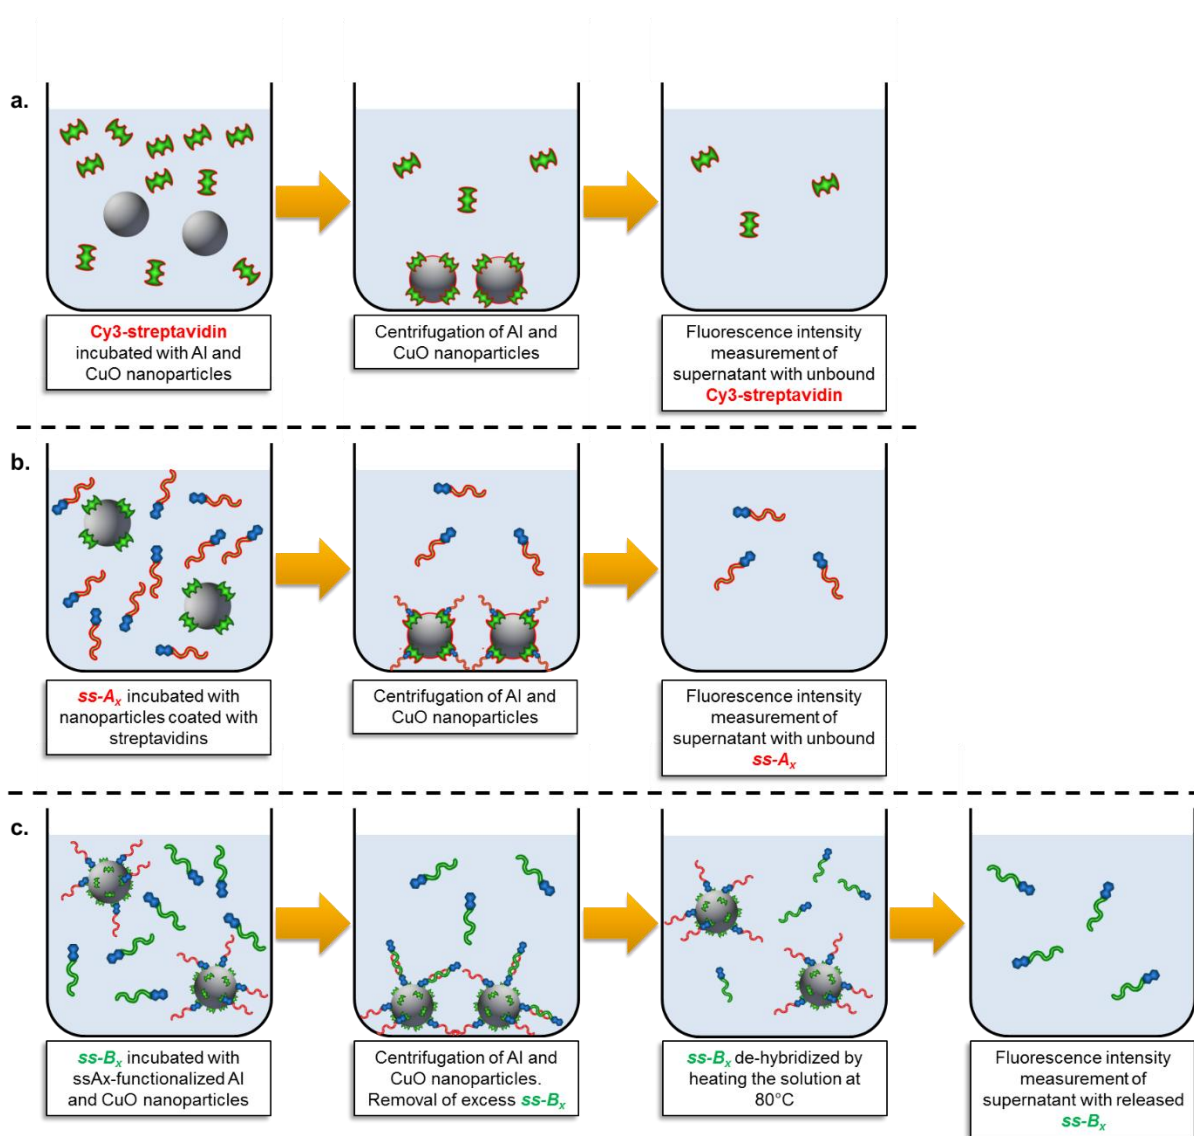 a.
Cy3-streptavidin
incubated with Al and
CuO nanoparticles
Centrifugation of Al and
CuO nanoparticles
Fluorescence intensity
measurement of
supernatant with unbound
Cy3-streptavidin
b.
ss-Ax incubated with
nanoparticles coated with
streptavidins
Centrifugation of Al and
CuO nanoparticles
Fluorescence intensity
measurement of
supernatant with unbound
ss-Ax
c.
ss-Bx incubated with
ssAx-functionalized Al
and CuO nanoparticles
Centrifugation of Al and
CuO nanoparticles.
Removal of excess ss-Bx
ss-Bx de-hybridized by
heating the solution at
80°C
Fluorescence intensity
measurement of
supernatant with released
ss-Bx